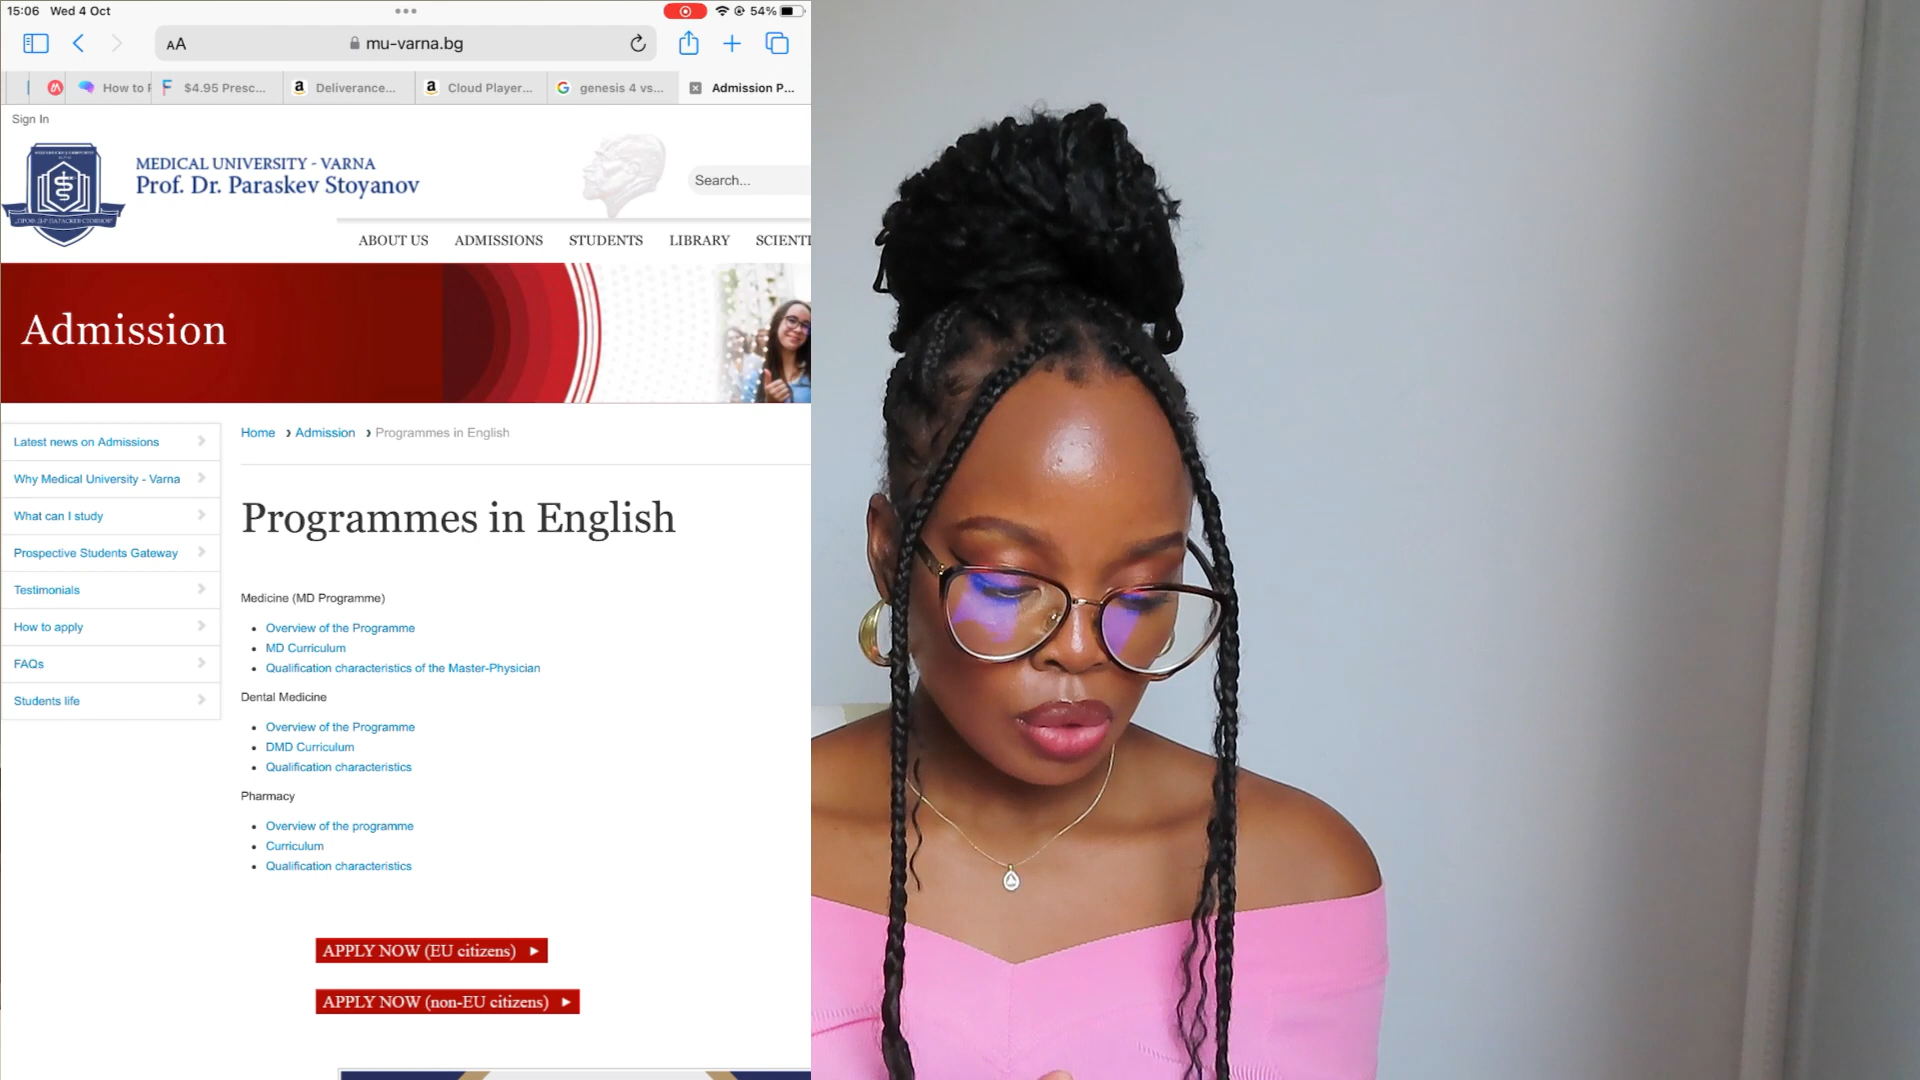 15:06 Wed 4 Oct
54%
AA mu-varna.bg
How to $4.95 Presc... Deliverance... Cloud Player... genesis 4 vs... Admission P...
Sign In
MEDICAL UNIVERSITY - VARNA
Prof. Dr. Paraskev Stoyanov
Search...
ABOUT US ADMISSIONS STUDENTS LIBRARY SCIENTI
Admission
Latest news on Admissions
Why Medical University - Varna
What can I study
Prospective Students Gateway
Testimonials
How to apply
FAQs
Students life
Home › Admission › Programmes in English
Programmes in English
Medicine (MD Programme)
Overview of the Programme
MD Curriculum
Qualification characteristics of the Master-Physician
Dental Medicine
Overview of the Programme
DMD Curriculum
Qualification characteristics
Pharmacy
Overview of the programme
Curriculum
Qualification characteristics
APPLY NOW (EU citizens)
APPLY NOW (non-EU citizens)